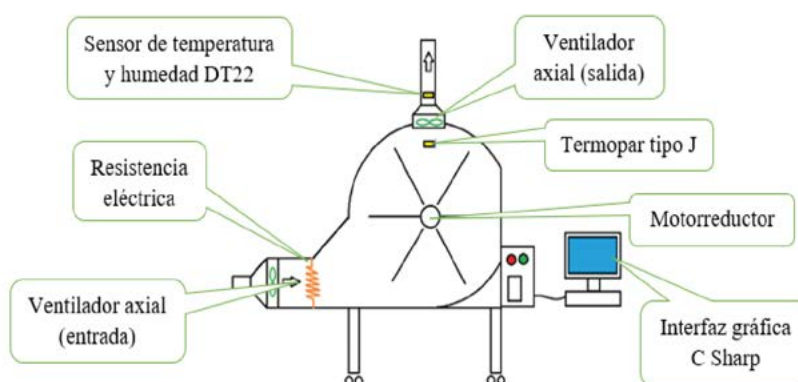 Sensor de temperatura
y humedad DT22
Ventilador
axial (salida)
Termopar tipo J
Resistencia
eléctrica
Motorreductor
Ventilador axial
(entrada)
Interfaz gráfica
C Sharp